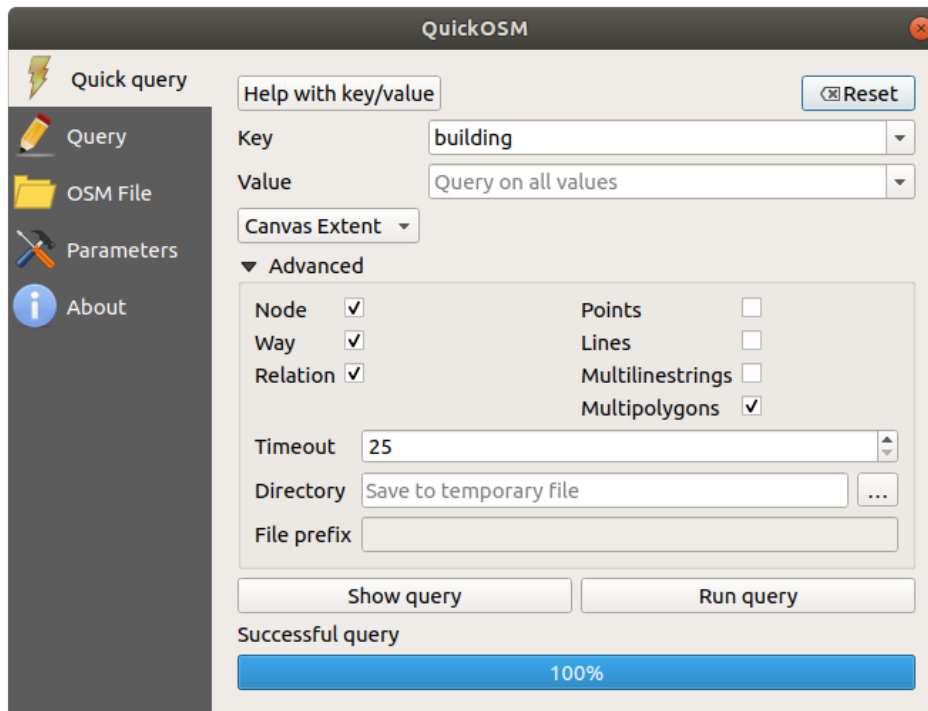 QuickOSM
Quick query
Query
OSM File
Parameters
About
Help with key/value
Reset
Key building
Value Query on all values
Canvas Extent
Advanced
Node Points
Way Lines
Relation Multilinestrings
Multipolygons
Timeout 25
Directory Save to temporary file ...
File prefix
Show query Run query
Successful query
100%